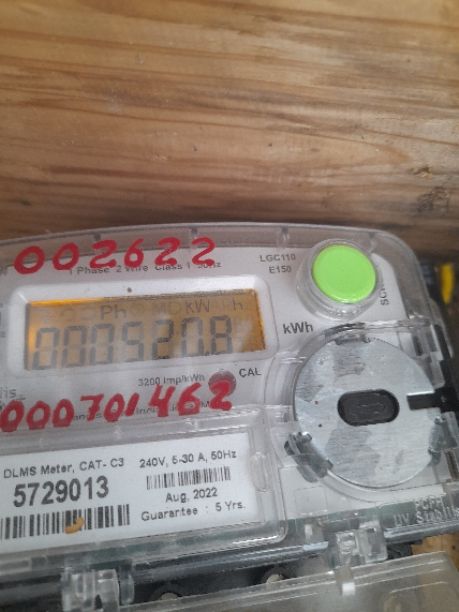 002622
1 Phase 2 Wire Class 1 50Hz
LGC110
E150
000520.8
kWh
3200 imp/kWh
CAL
000701462
DLMS Meter, CAT- C3
240V, 5-30 A, 50Hz
5729013
Aug, 2022
Guarantee : 5 Yrs.